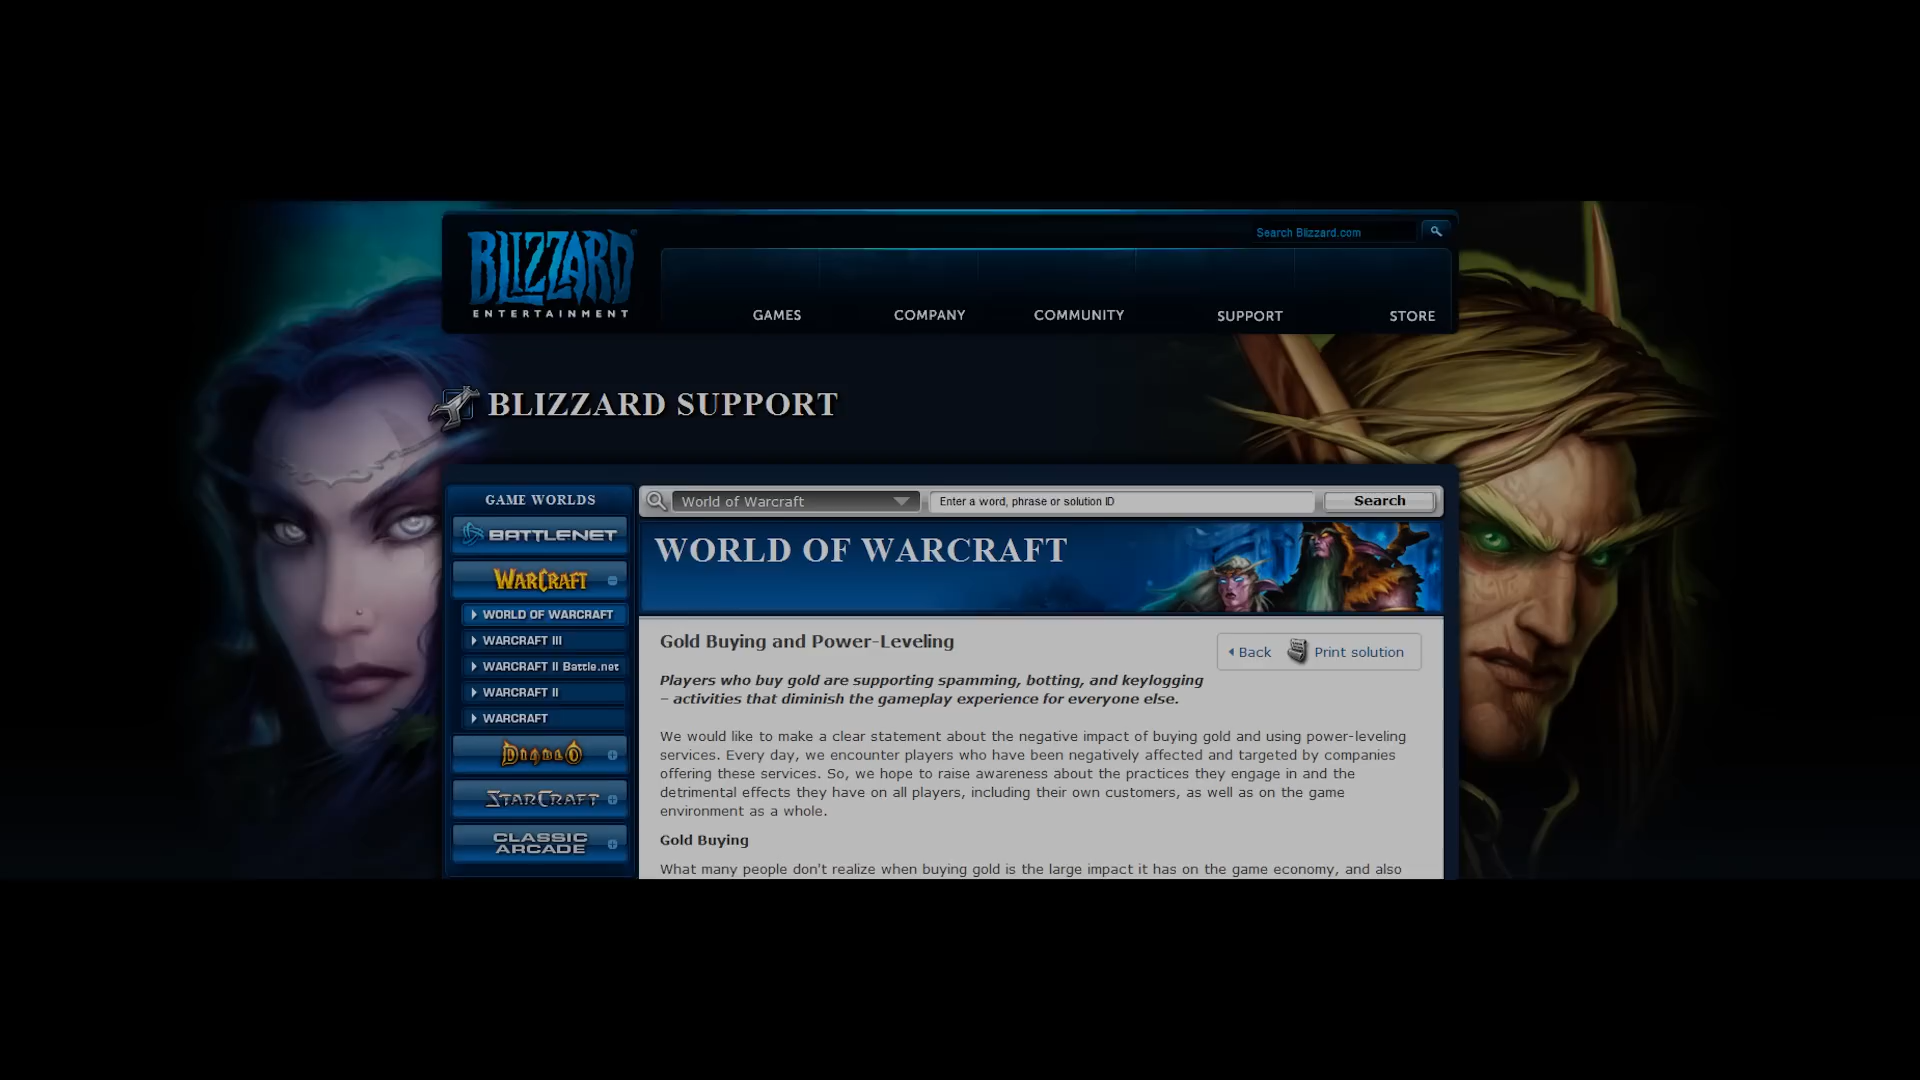 Search Blizzard.com
BLIZZARD
ENTERTAINMENT
GAMES COMPANY COMMUNITY SUPPORT STORE
BLIZZARD SUPPORT
GAME WORLDS
BATTLE.NET
WARCRAFT
WORLD OF WARCRAFT
WARCRAFT III
WARCRAFT II Battle.net
WARCRAFT II
WARCRAFT
DIABLO
STARCRAFT
CLASSIC
ARCADE
World of Warcraft Enter a word, phrase or solution ID Search
WORLD OF WARCRAFT
Gold Buying and Power-Leveling
Back Print solution
Players who buy gold are supporting spamming, botting, and keylogging
– activities that diminish the gameplay experience for everyone else.
We would like to make a clear statement about the negative impact of buying gold and using power-leveling
services. Every day, we encounter players who have been negatively affected and targeted by companies
offering these services. So, we hope to raise awareness about the practices they engage in and the
detrimental effects they have on all players, including their own customers, as well as on the game
environment as a whole.
Gold Buying
What many people don't realize when buying gold is the large impact it has on the game economy, and also